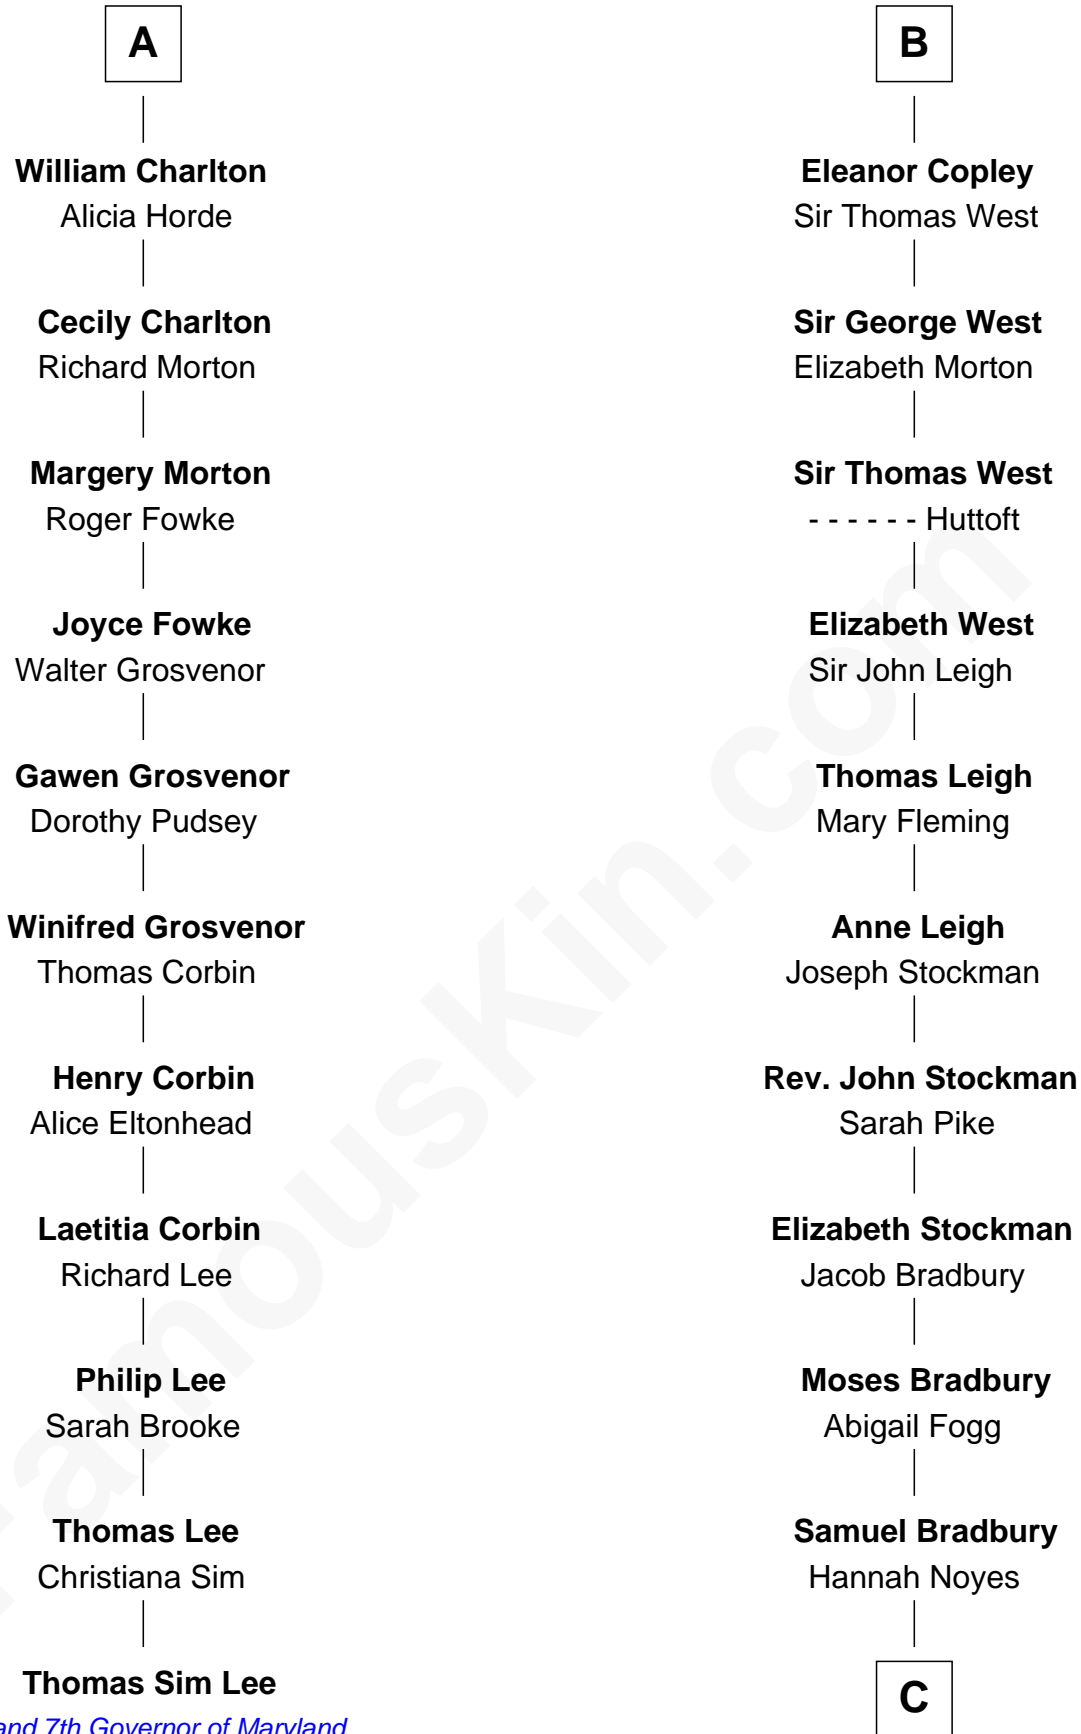 A
William Charlton
Alicia Horde
Cecily Charlton
Richard Morton
Margery Morton
Roger Fowke
Joyce Fowke
Walter Grosvenor
Gawen Grosvenor
Dorothy Pudsey
Winifred Grosvenor
Thomas Corbin
Henry Corbin
Alice Eltonhead
Laetitia Corbin
Richard Lee
Philip Lee
Sarah Brooke
Thomas Lee
Christiana Sim
Thomas Sim Lee
and 7th Governor of Maryland
B
Eleanor Copley
Sir Thomas West
Sir George West
Elizabeth Morton
Sir Thomas West
- - - - - - Huttoft
Elizabeth West
Sir John Leigh
Thomas Leigh
Mary Fleming
Anne Leigh
Joseph Stockman
Rev. John Stockman
Sarah Pike
Elizabeth Stockman
Jacob Bradbury
Moses Bradbury
Abigail Fogg
Samuel Bradbury
Hannah Noyes
C
FamousKin.com